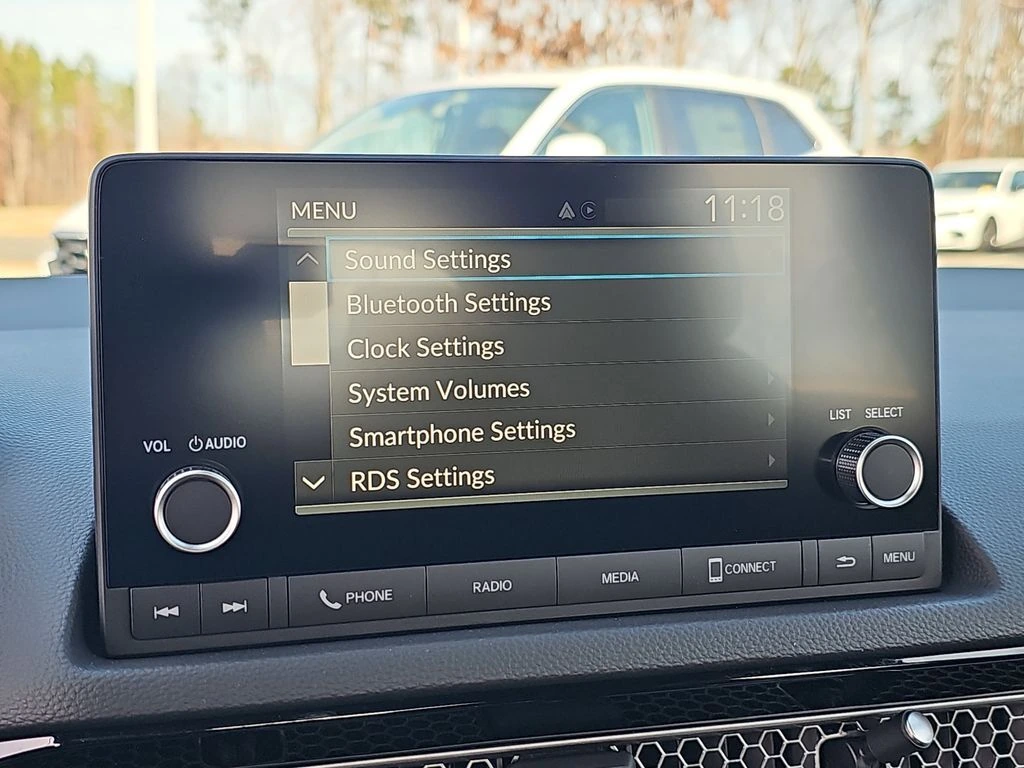 MENU 11:18
Sound Settings
Bluetooth Settings
Clock Settings
System Volumes
Smartphone Settings
RDS Settings
VOL AUDIO
LIST SELECT
PHONE RADIO MEDIA CONNECT MENU